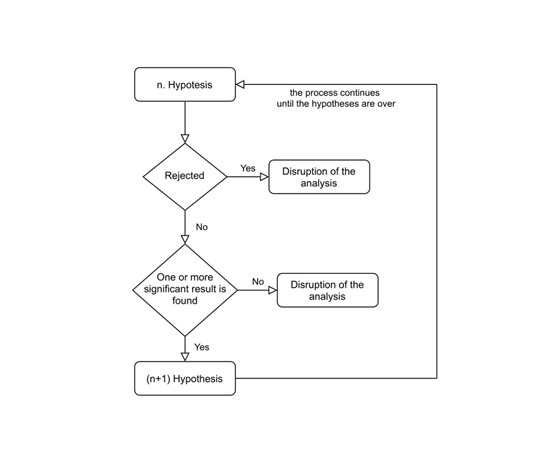 n. Hypotesis
the process continues
until the hypotheses are over
Rejected
Yes
Disruption of the
analysis
No
One or more
significant result is
found
No
Disruption of the
analysis
Yes
(n+1) Hypothesis